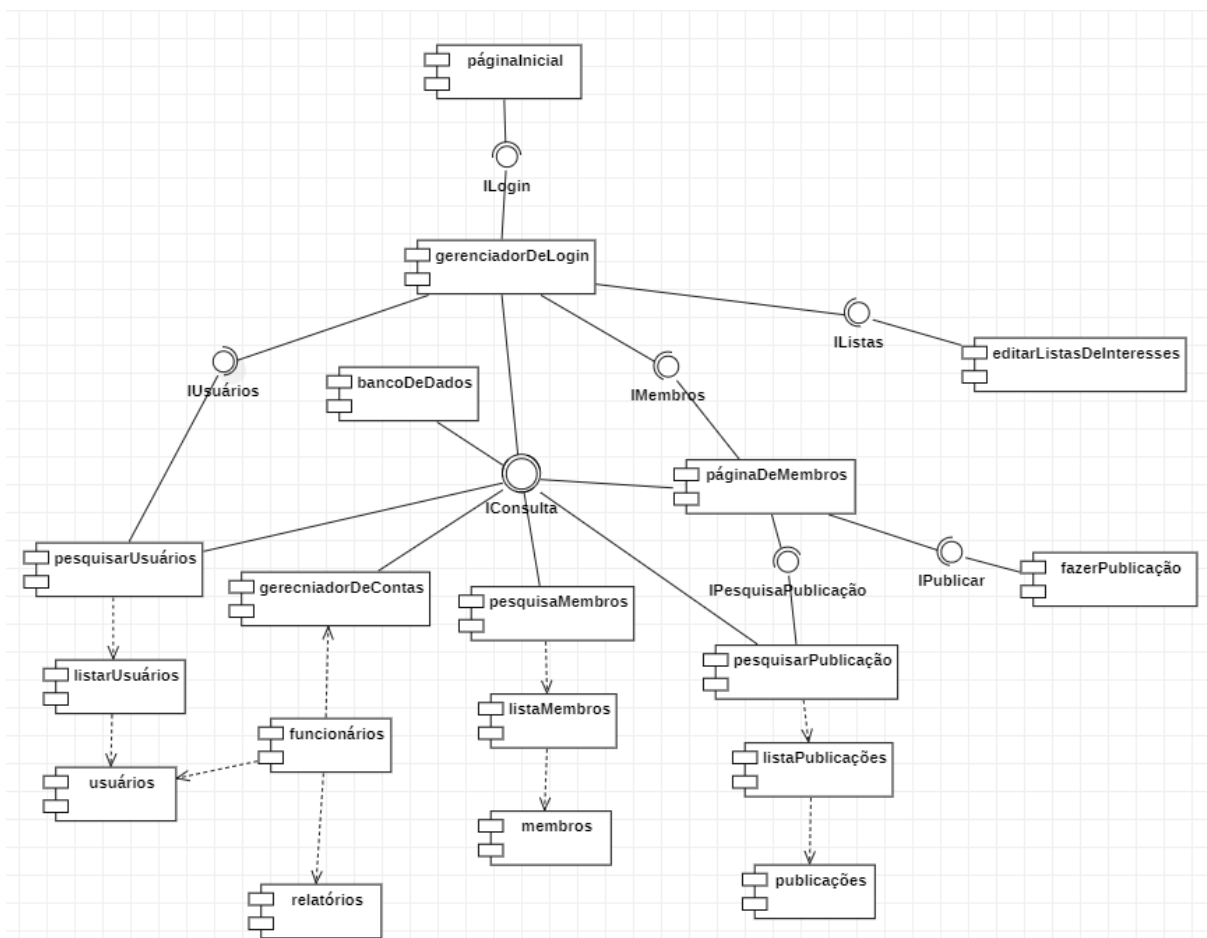 páginaInicial
ILogin
gerenciadorDeLogin
IListas
editarListasDeInteresses
IUsuários
bancoDeDados
IMembros
páginaDeMembros
IConsulta
pesquisarUsuários
gerecniadorDeContas
pesquisaMembros
IPesquisaPublicação
IPublicar
fazerPublicação
pesquisarPublicação
listarUsuários
funcionários
listaMembros
listaPublicações
usuários
membros
publicações
relatórios